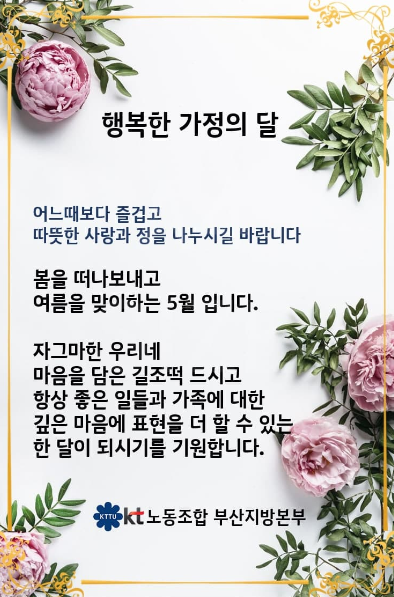 행복한 가정의 달
어느때보다 즐겁고
따뜻한 사랑과 정을 나누시길 바랍니다
봄을 떠나보내고
여름을 맞이하는 5월 입니다.
자그마한 우리네
마음을 담은 길조떡 드시고
항상 좋은 일들과 가족에 대한
깊은 마음에 표현을 더 할 수 있는
한 달이 되시기를 기원합니다.
KTTU kt노동조합 부산지방본부